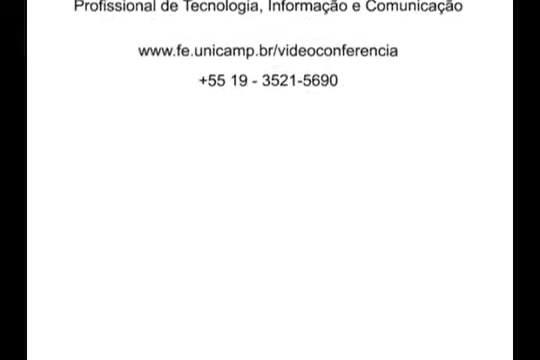 Profissional de Tecnologia, Informação e Comunicação
www.fe.unicamp.br/videoconferencia
+55 19 - 3521-5690